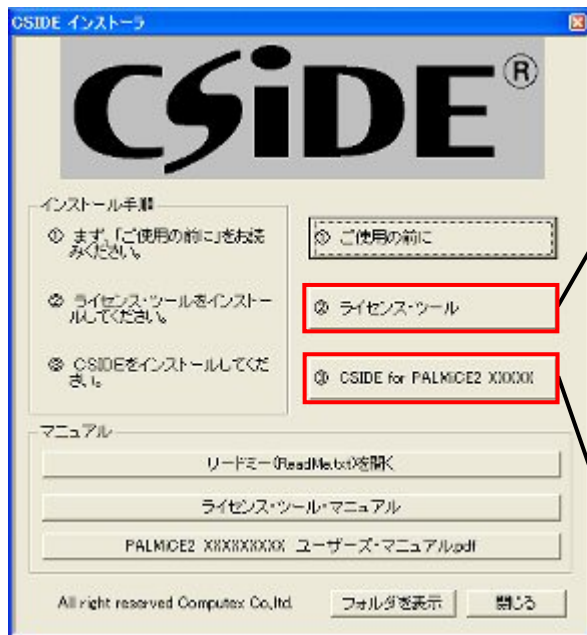 CSIDE インストーラ
CSiDE®
インストール手順
① まず、「ご使用の前に」をお読
みください。
① ご使用の前に
② ライセンス・ツールをインストー
ルしてください。
② ライセンス・ツール
③ CSIDEをインストールしてくだ
さい。
③ CSIDE for PALMiCE2 XXXXX
マニュアル
リードミー(ReadMe.txt)を開く
ライセンス・ツール・マニュアル
PALMiCE2 XXXXXXXXX ユーザーズ・マニュアル.pdf
All right reserved Computex Co.,ltd.
フォルダを表示
閉じる